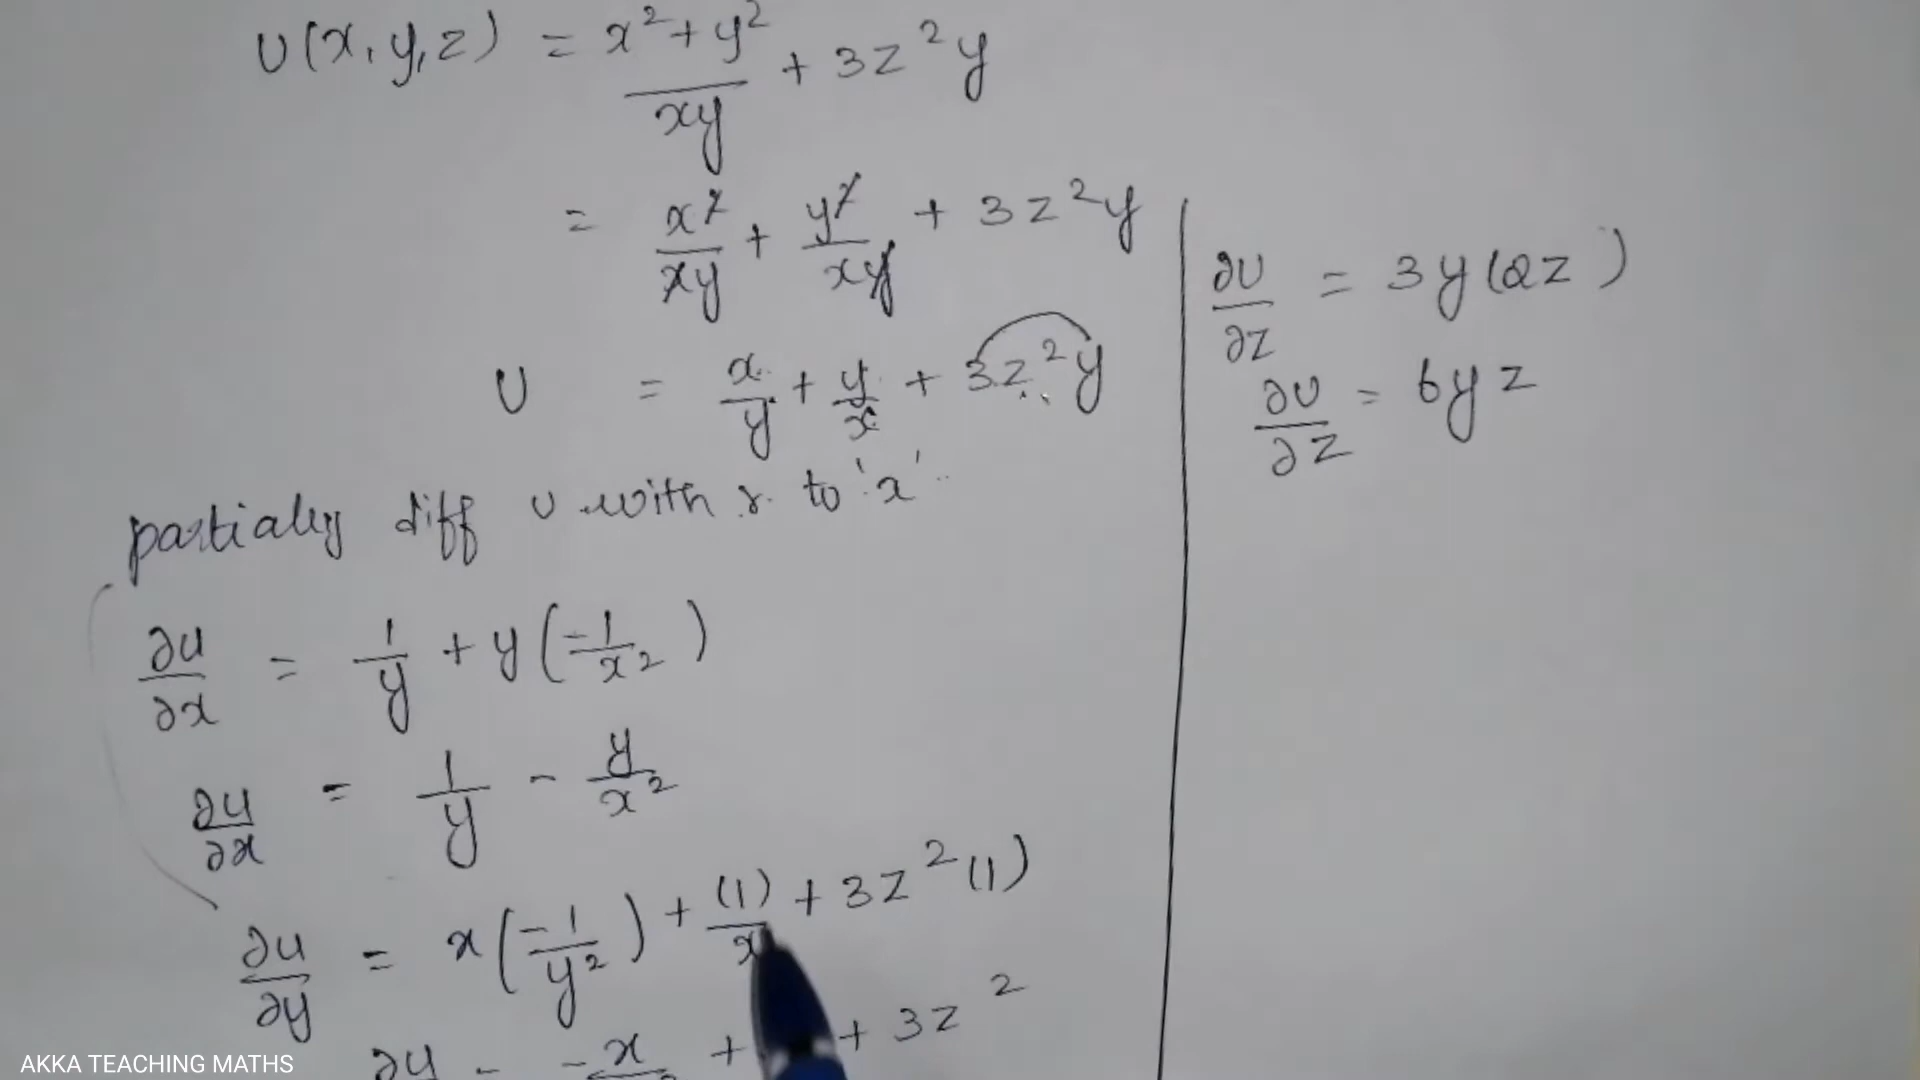 U(x,y,z) = x²+y²/xy + 3z²y
= x²/xy + y²/xy + 3z²y
U = x/y + y/x + 3z²y
partially diff U with r. to 'x'
∂u/∂x = 1/y + y(-1/x²)
∂u/∂x = 1/y - y/x²
∂u/∂y = x(-1/y²) + (1)/x + 3z²(1)
∂u = -x + + 3z²
∂U/∂z = 3y(2z)
∂U/∂z = 6yz
AKKA TEACHING MATHS